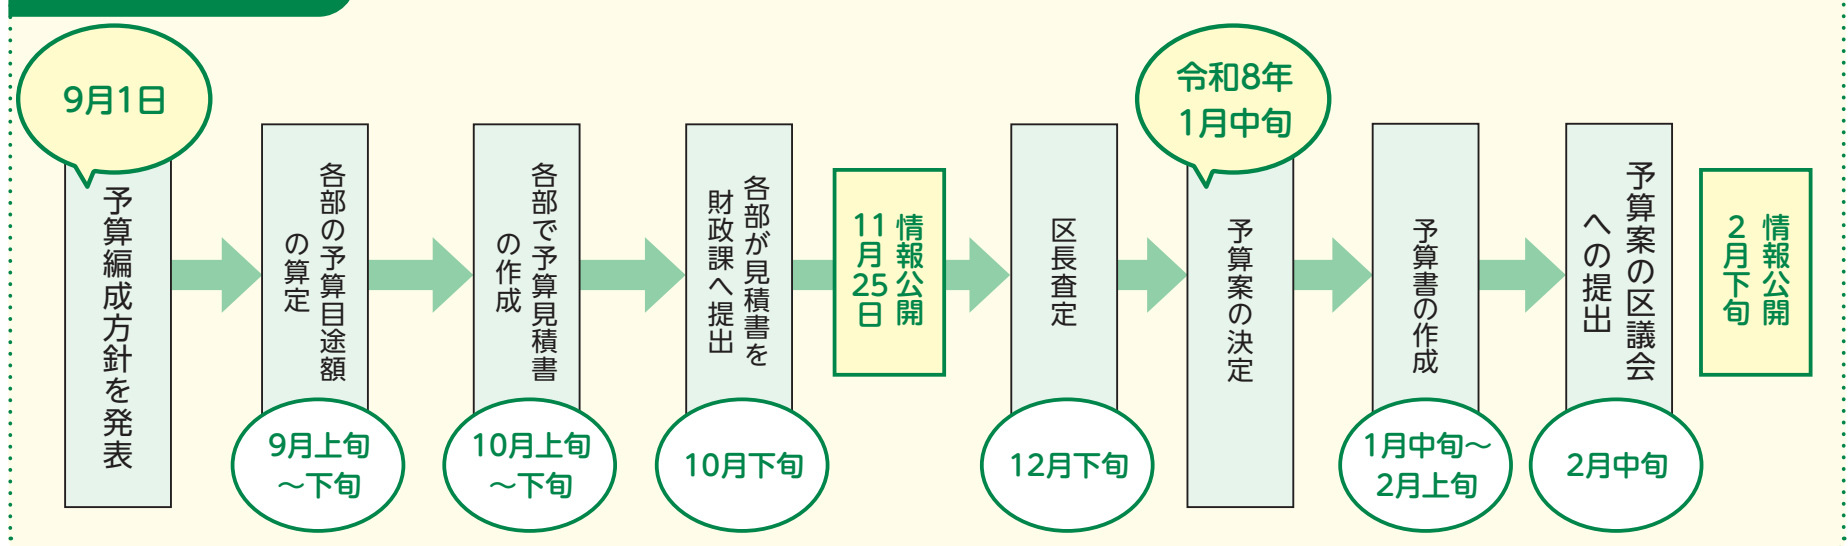 9月1日
予算編成方針を発表
各部の予算目途額
の算定
9月上旬
～下旬
各部で予算見積書
の作成
10月上旬
～下旬
各部が見積書を
財政課へ提出
10月下旬
情報公開
11月25日
区長査定
12月下旬
令和8年
1月中旬
予算案の決定
予算書の作成
1月中旬～
2月上旬
予算案の区議会
への提出
2月中旬
情報公開
2月下旬